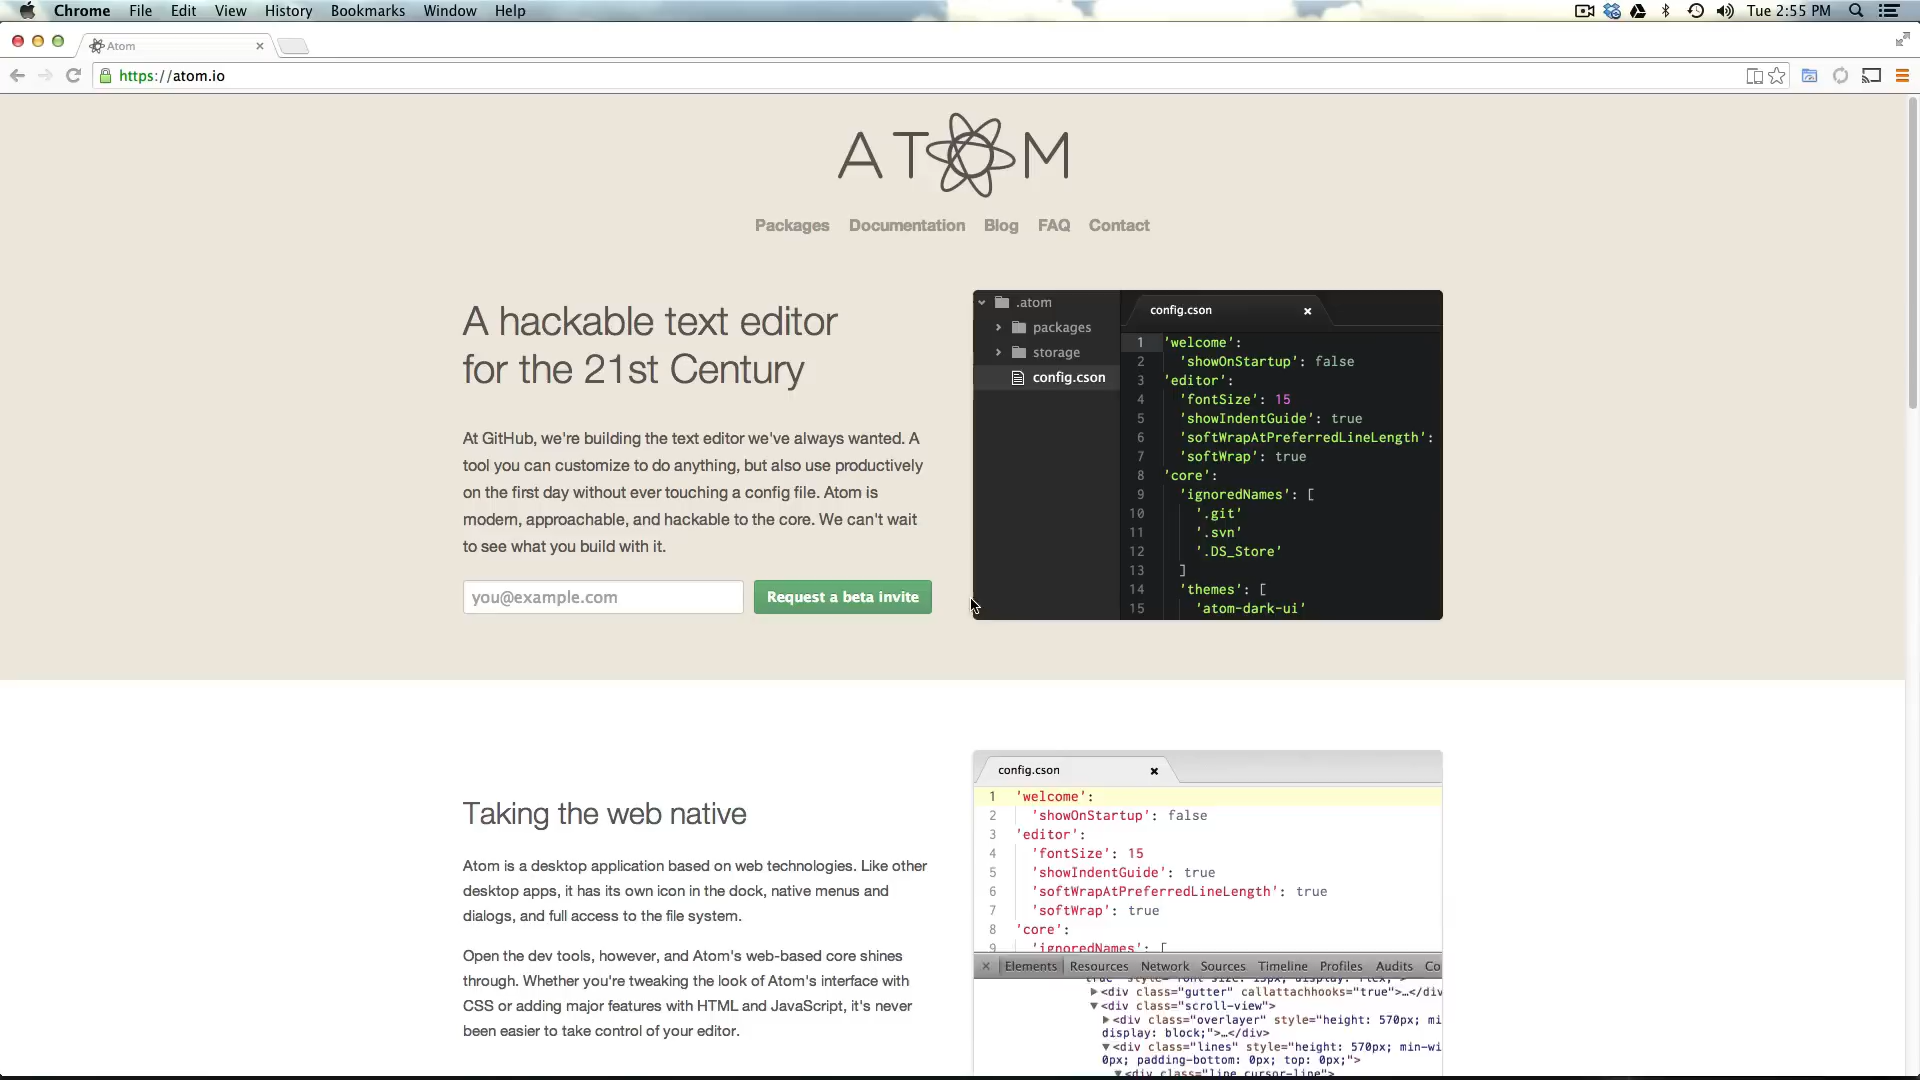 Chrome File Edit View History Bookmarks Window Help Tue 2:55 PM
Atom
https://atom.io
ATOM
Packages Documentation Blog FAQ Contact
A hackable text editor
for the 21st Century
At GitHub, we're building the text editor we've always wanted. A
tool you can customize to do anything, but also use productively
on the first day without ever touching a config file. Atom is
modern, approachable, and hackable to the core. We can't wait
to see what you build with it.
you@example.com
Request a beta invite
.atom
packages
storage
config.cson
config.cson
1 'welcome':
2 'showOnStartup': false
3 'editor':
4 'fontSize': 15
5 'showIndentGuide': true
6 'softWrapAtPreferredLineLength':
7 'softWrap': true
8 'core':
9 'ignoredNames': [
10 '.git'
11 '.svn'
12 '.DS_Store'
13 ]
14 'themes': [
15 'atom-dark-ui'
Taking the web native
Atom is a desktop application based on web technologies. Like other
desktop apps, it has its own icon in the dock, native menus and
dialogs, and full access to the file system.
Open the dev tools, however, and Atom's web-based core shines
through. Whether you're tweaking the look of Atom's interface with
CSS or adding major features with HTML and JavaScript, it's never
been easier to take control of your editor.
config.cson
1 'welcome':
2 'showOnStartup': false
3 'editor':
4 'fontSize': 15
5 'showIndentGuide': true
6 'softWrapAtPreferredLineLength': true
7 'softWrap': true
8 'core':
9 'ignoredNames': [
Elements Resources Network Sources Timeline Profiles Audits Co
<div class="gutter" callattachhooks="true">…</div
<div class="scroll-view">
<div class="overlayer" style="height: 570px; mi
display: block;">…</div>
<div class="lines" style="height: 570px; min-wi
0px; padding-bottom: 0px; top: 0px;">
<div class="line cursor-line">